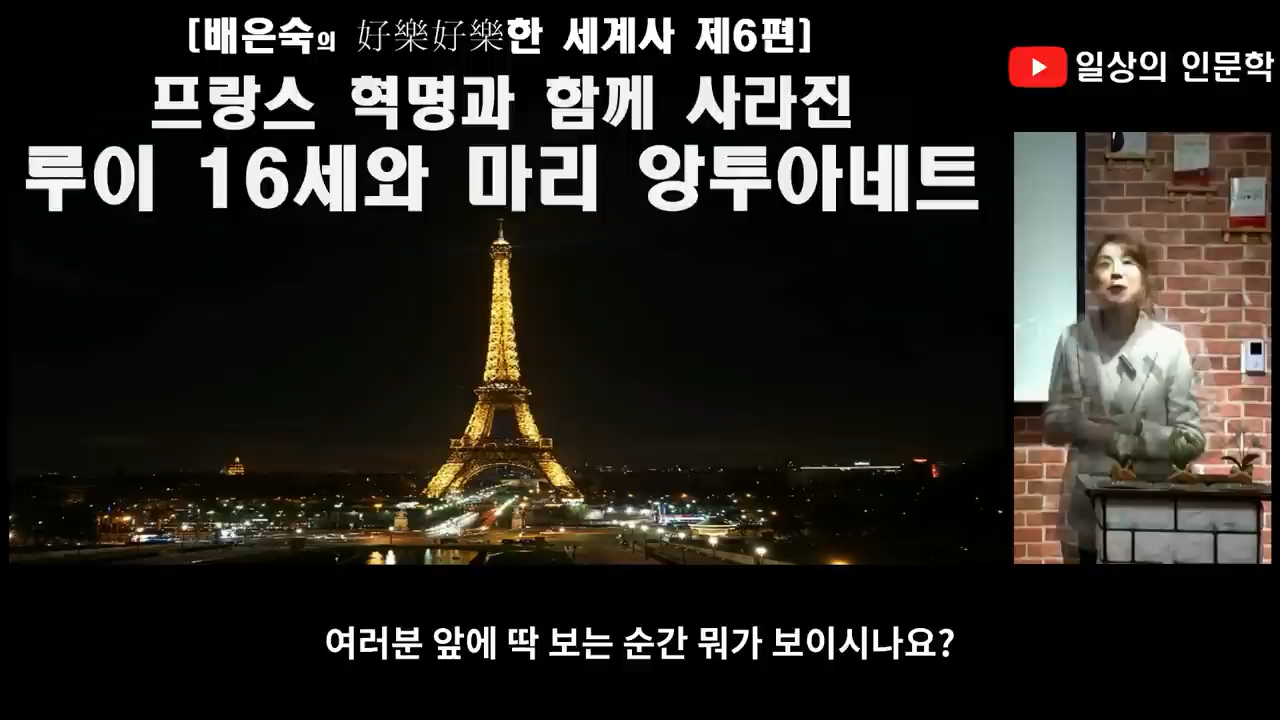 [배은숙의 好樂好樂한 세계사 제6편]
프랑스 혁명과 함께 사라진
루이 16세와 마리 앙투아네트
일상의 인문학
여러분 앞에 딱 보는 순간 뭐가 보이시나요?